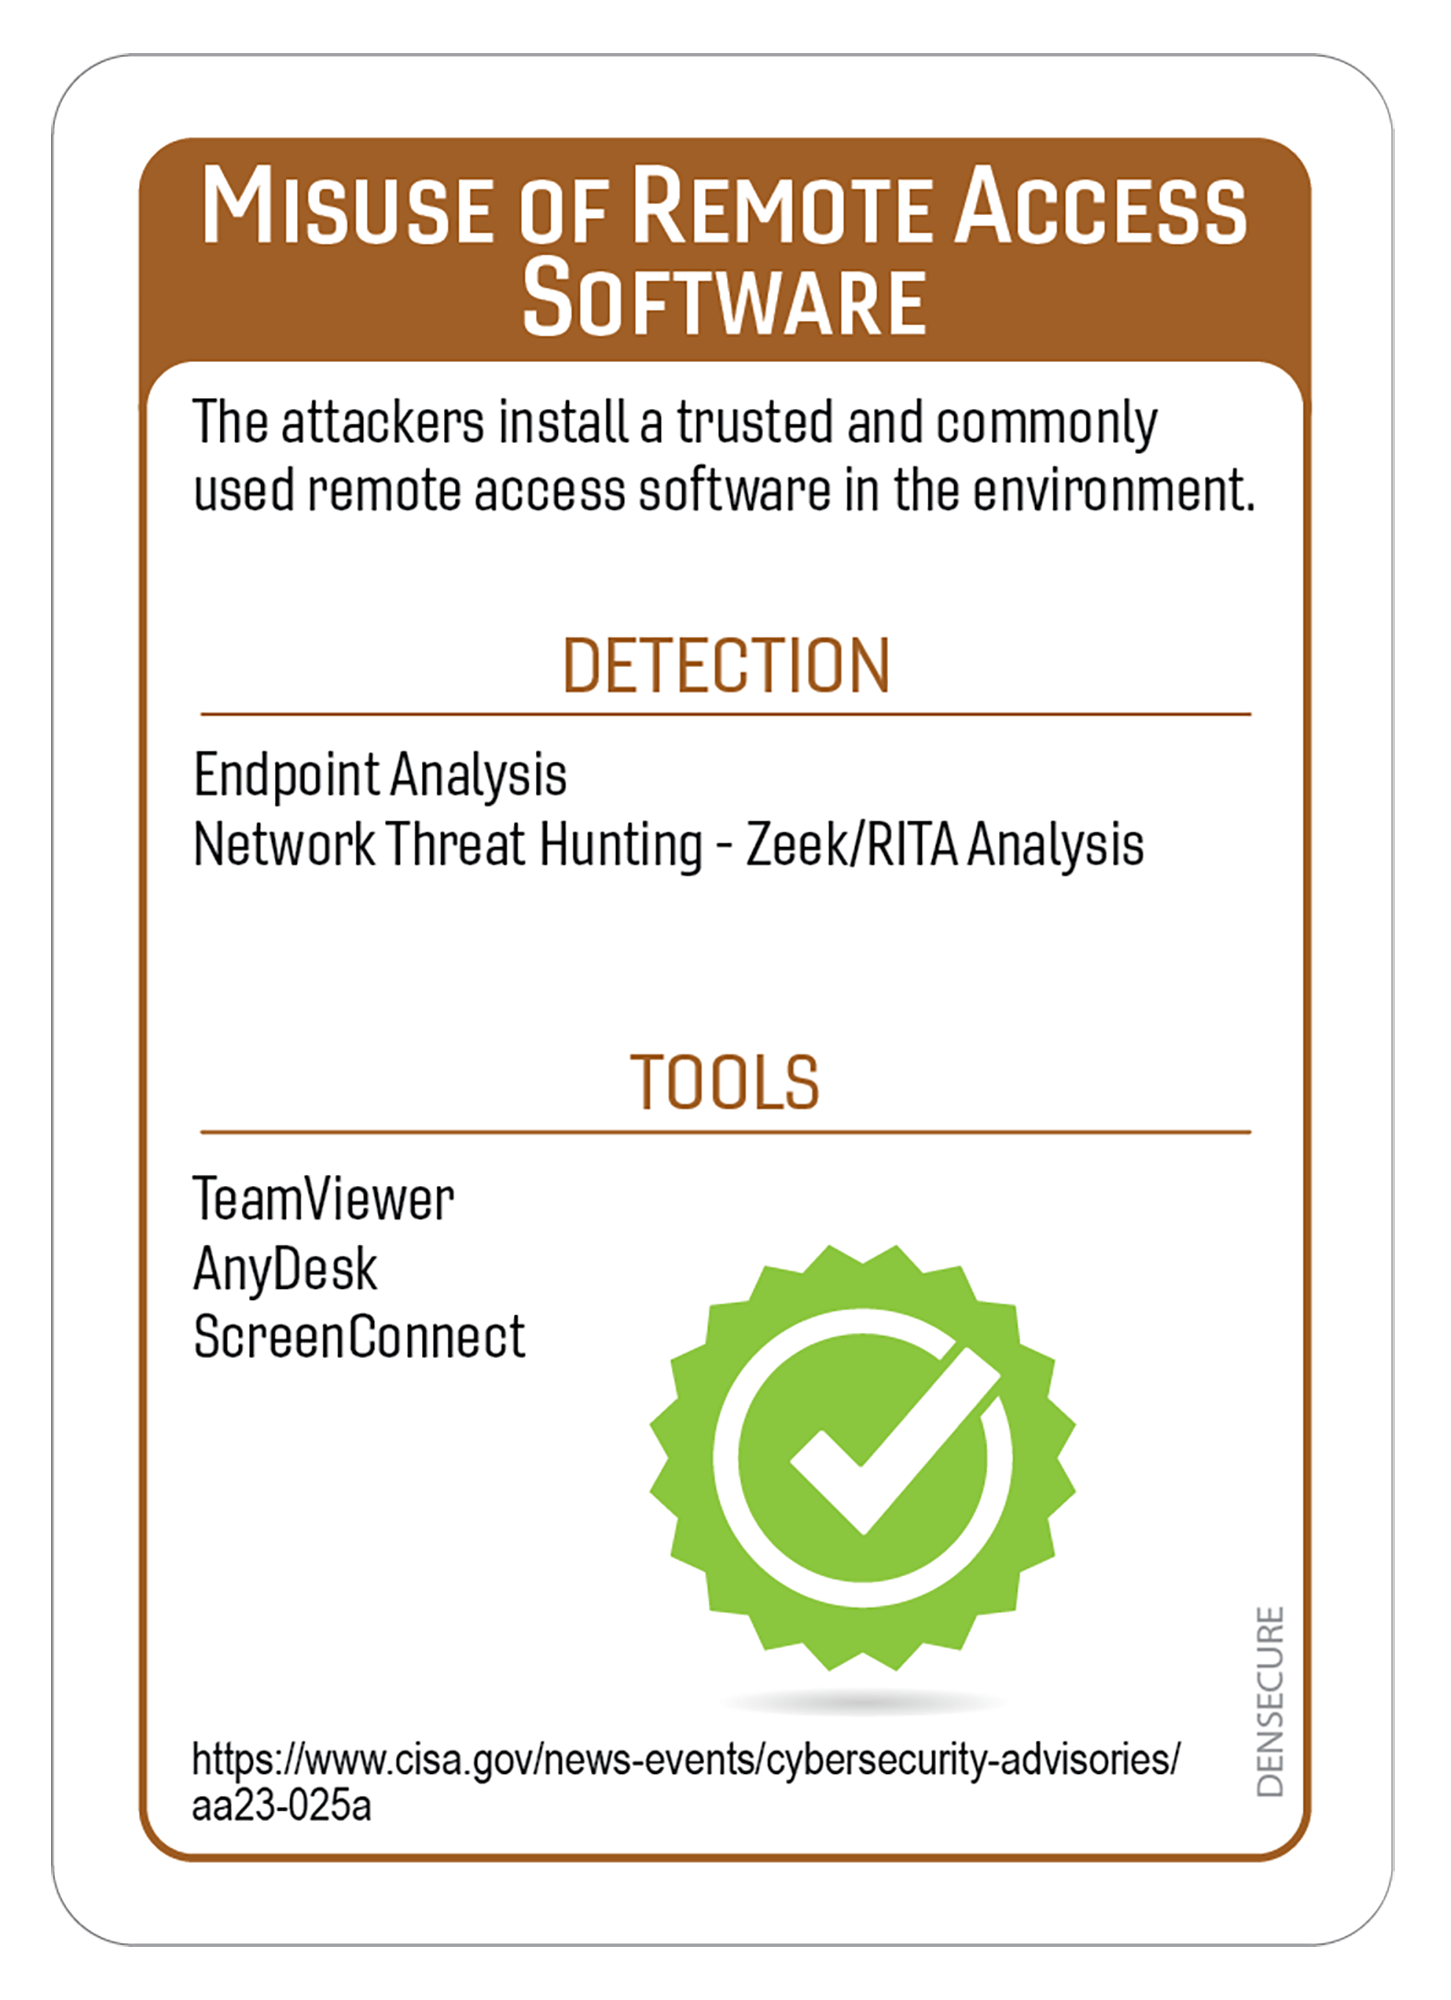 Misuse of Remote Access
Software
The attackers install a trusted and commonly
used remote access software in the environment.
DETECTION
Endpoint Analysis
Network Threat Hunting - Zeek/RITA Analysis
TOOLS
TeamViewer
AnyDesk
ScreenConnect
DENSECURE
https://www.cisa.gov/news-events/cybersecurity-advisories/
aa23-025a